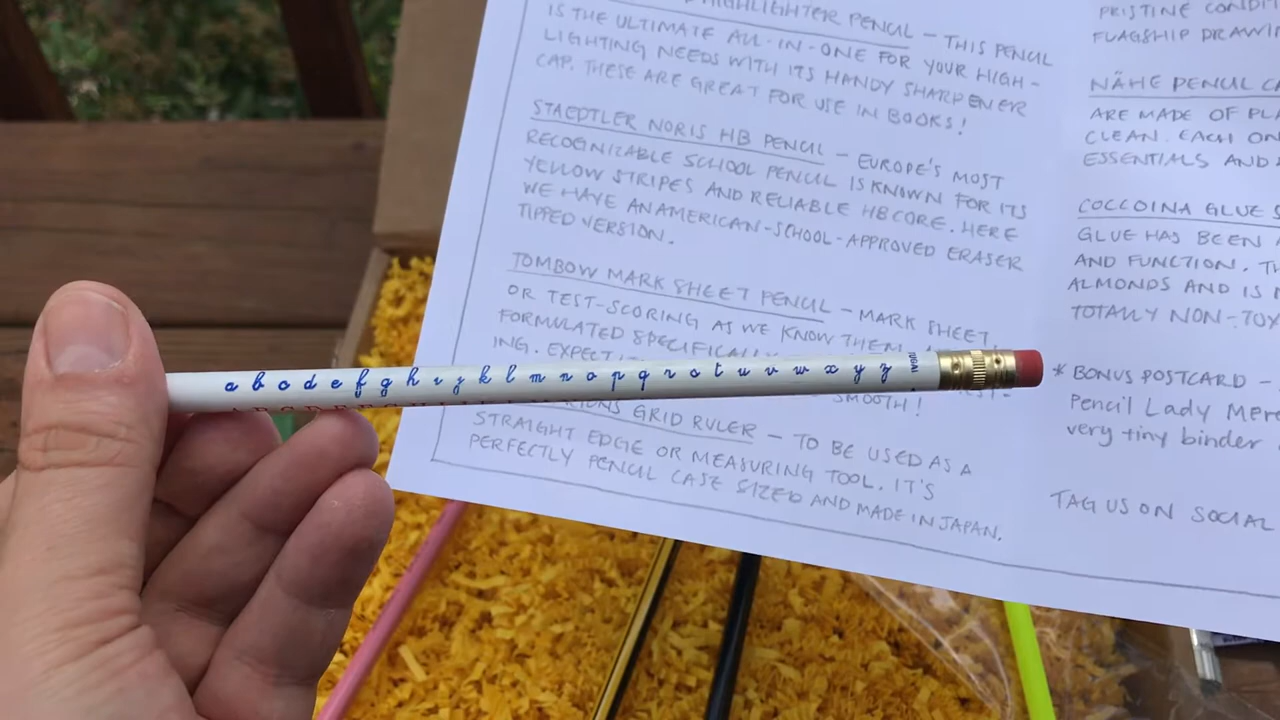 HIGHLIGHTER PENCIL – THIS PENCIL
IS THE ULTIMATE ALL-IN-ONE FOR YOUR HIGH-
LIGHTING NEEDS WITH ITS HANDY SHARPENER
CAP. THESE ARE GREAT FOR USE IN BOOKS!
STAEDTLER NORIS HB PENCIL – EUROPE'S MOST
RECOGNIZABLE SCHOOL PENCIL IS KNOWN FOR ITS
YELLOW STRIPES AND RELIABLE HB CORE. HERE
WE HAVE AN AMERICAN-SCHOOL-APPROVED ERASER
TIPPED VERSION.
TOMBOW MARK SHEET PENCIL – MARK SHEET,
OR TEST-SCORING AS WE KNOW THEM,
FORMULATED SPECIFICALLY
ING. EXPECT
SMOOTH!
GRID RULER – TO BE USED AS A
STRAIGHT EDGE OR MEASURING TOOL. IT'S
PERFECTLY PENCIL CASE SIZED AND MADE IN JAPAN.
PRISTINE CONDITI
FLAGSHIP DRAWIN
NÄHE PENCIL CA
ARE MADE OF PLA
CLEAN. EACH ON
ESSENTIALS AND
COCCOINA GLUE S
GLUE HAS BEEN
AND FUNCTION. TH
ALMONDS AND IS
TOTALLY NON-TOX
* BONUS POSTCARD –
Pencil Lady Mere
very tiny binder
TAG US ON SOCIAL
a b c d e f g h i j k l m n o p q r s t u v w x y z
A B C D E F G H I J K L M